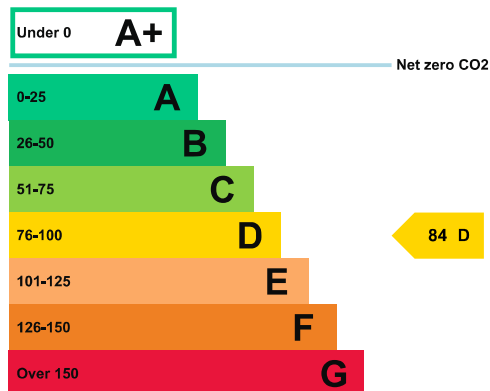 Under 0 A+
Net zero CO2
0-25 A
26-50 B
51-75 C
76-100 D
84 D
101-125 E
126-150 F
Over 150 G